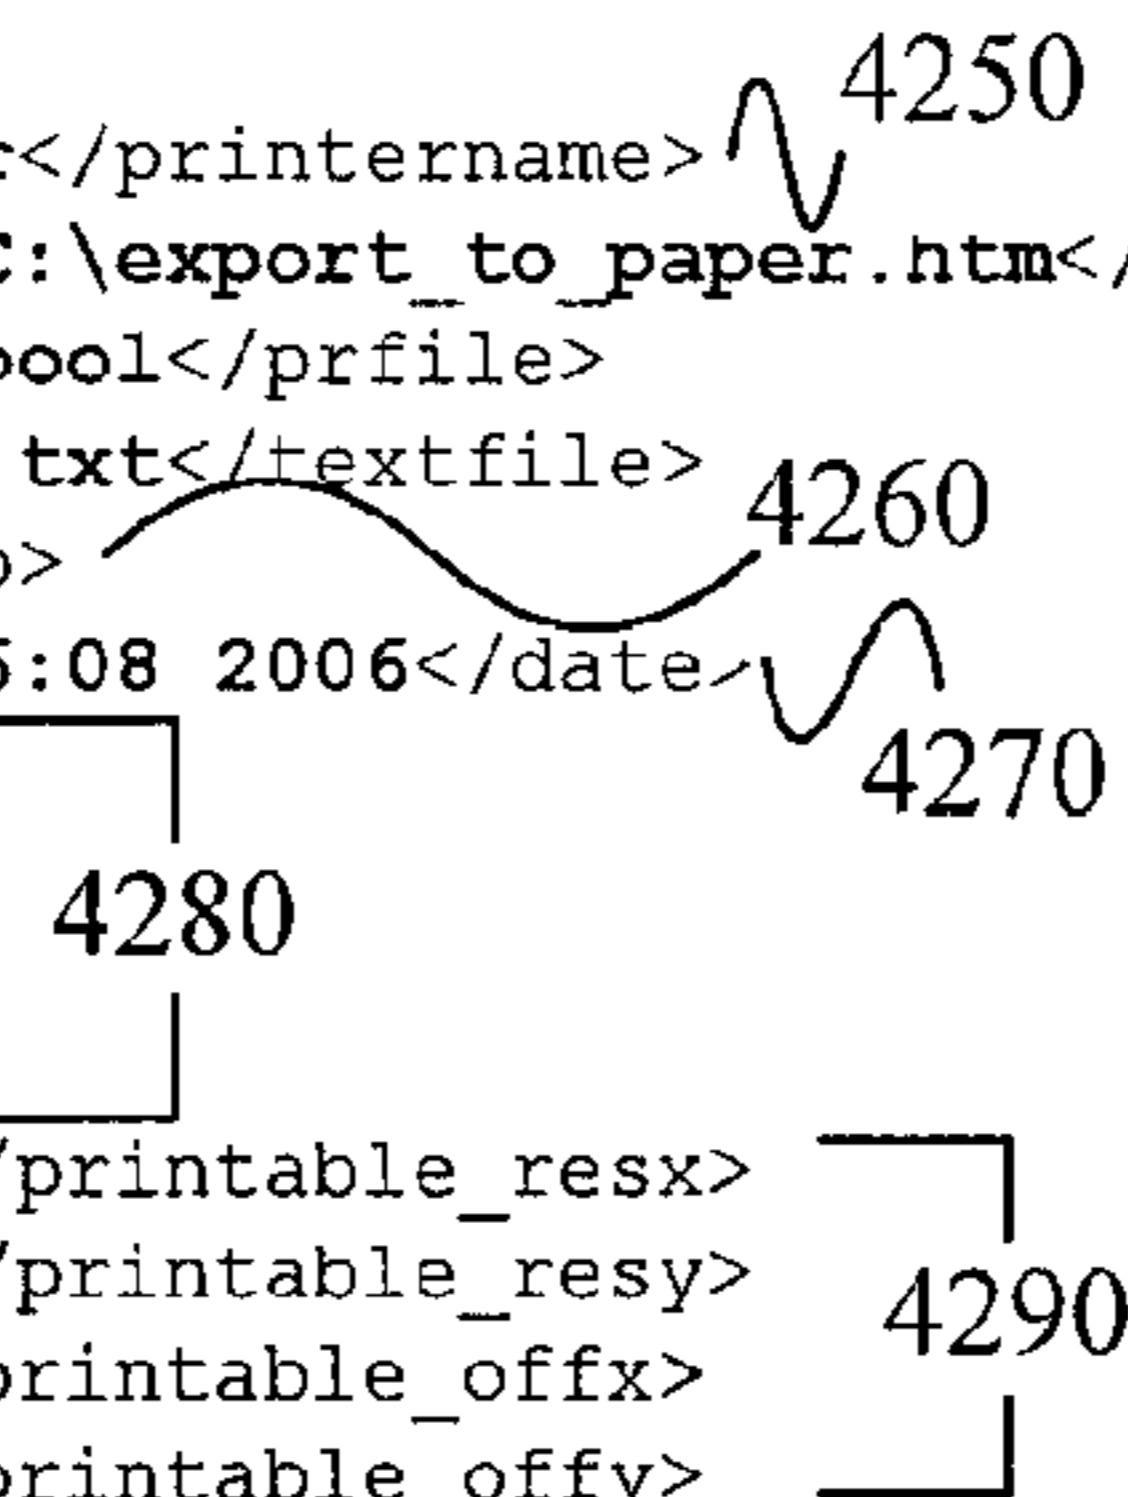 4250
r</printername>
C:\export_to_paper.htm</
pool</prfile>
txt</textfile>
4260
o>
5:08 2006</date>
4270
4280
/printable_resx>
/printable_resy>
4290
printable_offx>
printable_offy>